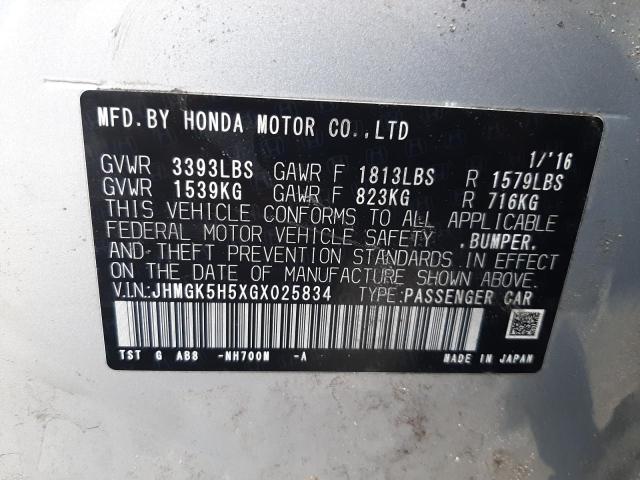 MFD.BY HONDA MOTOR CO.,LTD
1/'16
GVWR 3393LBS GAWR F 1813LBS R 1579LBS
GVWR 1539KG GAWR F 823KG R 716KG
THIS VEHICLE CONFORMS TO ALL APPLICABLE
FEDERAL MOTOR VEHICLE SAFETY ,BUMPER,
AND THEFT PREVENTION STANDARDS IN EFFECT
ON THE DATE OF MANUFACTURE SHOWN ABOVE.
V.I.N.:JHMGK5H5XGX025834 TYPE:PASSENGER CAR
TST G AB8 -NH700M -A MADE IN JAPAN